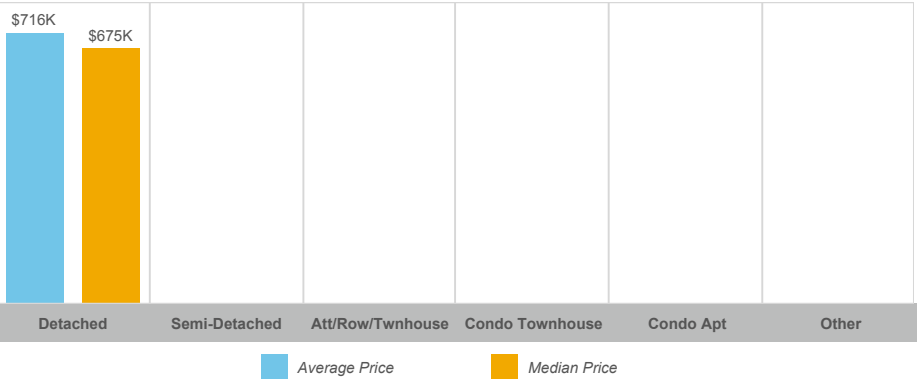 $716K
$675K
Detached Semi-Detached Att/Row/Twnhouse Condo Townhouse Condo Apt Other
Average Price Median Price